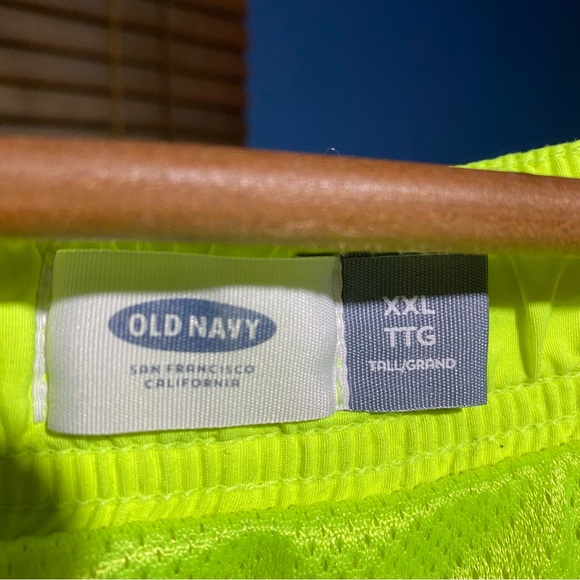 OLD NAVY
SAN FRANCISCO
CALIFORNIA
XXL
TTG
TALL/GRAND